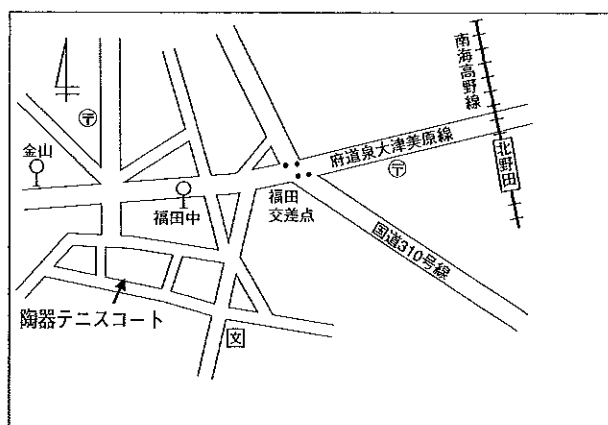 南海高野線
府道泉大津美原線
〒
北野田
〒
金山
福田中
福田
交差点
国道310号線
陶器テニスコート
文